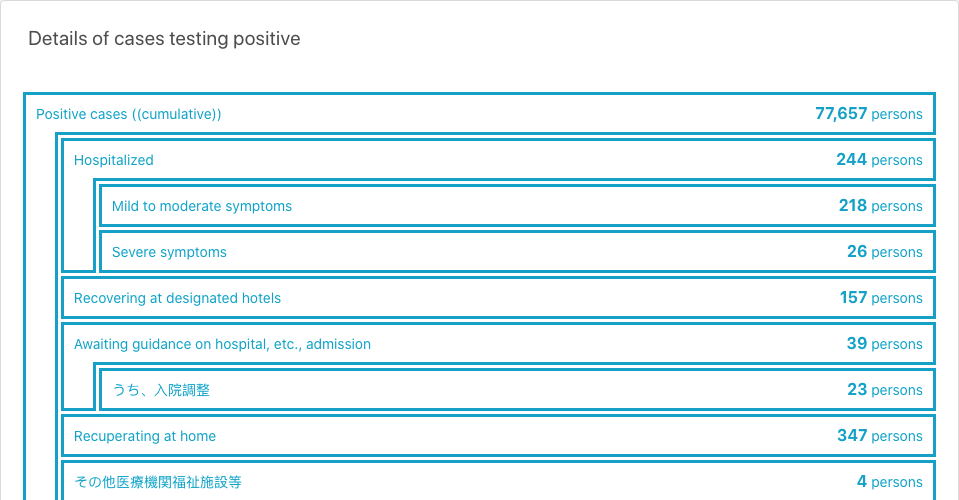 Details of cases testing positive
Positive cases ((cumulative)) 77,657 persons
Hospitalized 244 persons
Mild to moderate symptoms 218 persons
Severe symptoms 26 persons
Recovering at designated hotels 157 persons
Awaiting guidance on hospital, etc., admission 39 persons
うち、入院調整 23 persons
Recuperating at home 347 persons
その他医療機関福祉施設等 4 persons